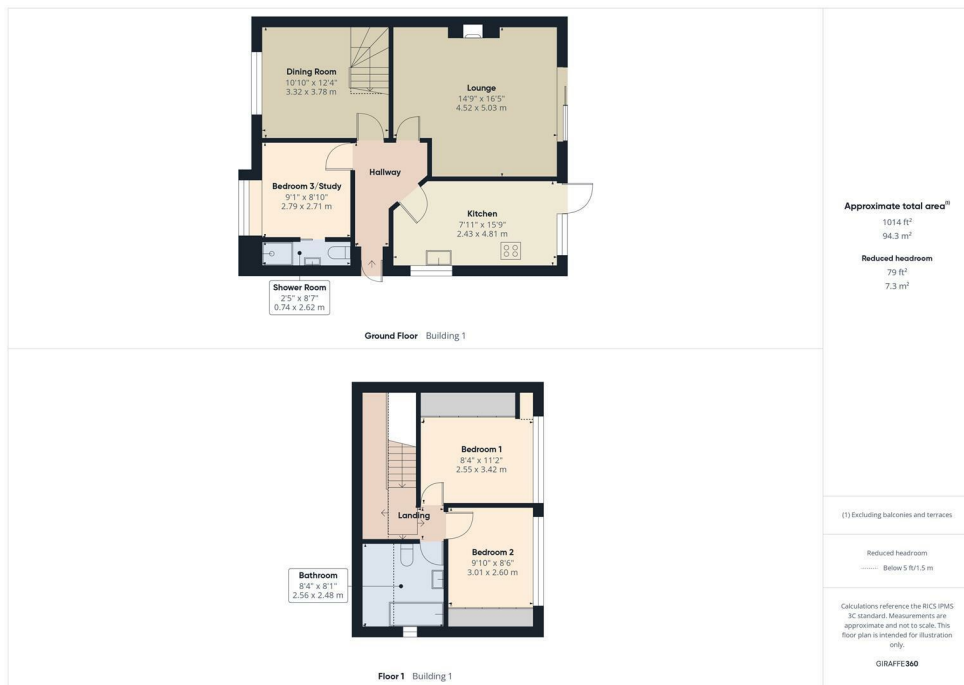 Dining Room
10'10" x 12'4"
3.32 x 3.78 m
Lounge
14'9" x 16'5"
4.52 x 5.03 m
Hallway
Bedroom 3/Study
9'1" x 8'10"
2.79 x 2.71 m
Kitchen
7'11" x 15'9"
2.43 x 4.81 m
Shower Room
2'5" x 8'7"
0.74 x 2.62 m
Ground Floor Building 1
Bedroom 1
8'4" x 11'2"
2.55 x 3.42 m
Landing
Bedroom 2
9'10" x 8'6"
3.01 x 2.60 m
Bathroom
8'4" x 8'1"
2.56 x 2.48 m
Floor 1 Building 1
Approximate total area(1)
1014 ft²
94.3 m²
Reduced headroom
79 ft²
7.3 m²
(1) Excluding balconies and terraces
Reduced headroom
Below 5 ft/1.5 m
Calculations reference the RICS IPMS
3C standard. Measurements are
approximate and not to scale. This
floor plan is intended for illustration
only.
GIRAFFE360